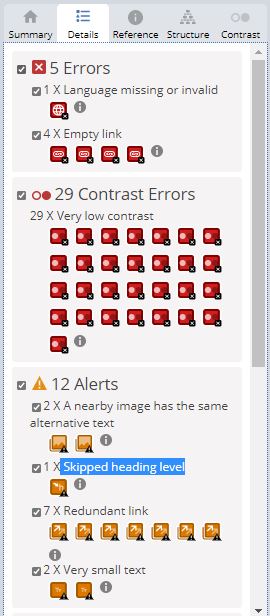 Summary Details Reference Structure Contrast
5 Errors
1 X Language missing or invalid
4 X Empty link
29 Contrast Errors
29 X Very low contrast
12 Alerts
2 X A nearby image has the same
alternative text
1 X Skipped heading level
7 X Redundant link
2 X Very small text